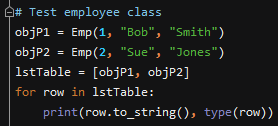 # Test employee class
objP1 = Emp(1, "Bob", "Smith")
objP2 = Emp(2, "Sue", "Jones")
lstTable = [objP1, objP2]
for row in lstTable:
    print(row.to_string(), type(row))